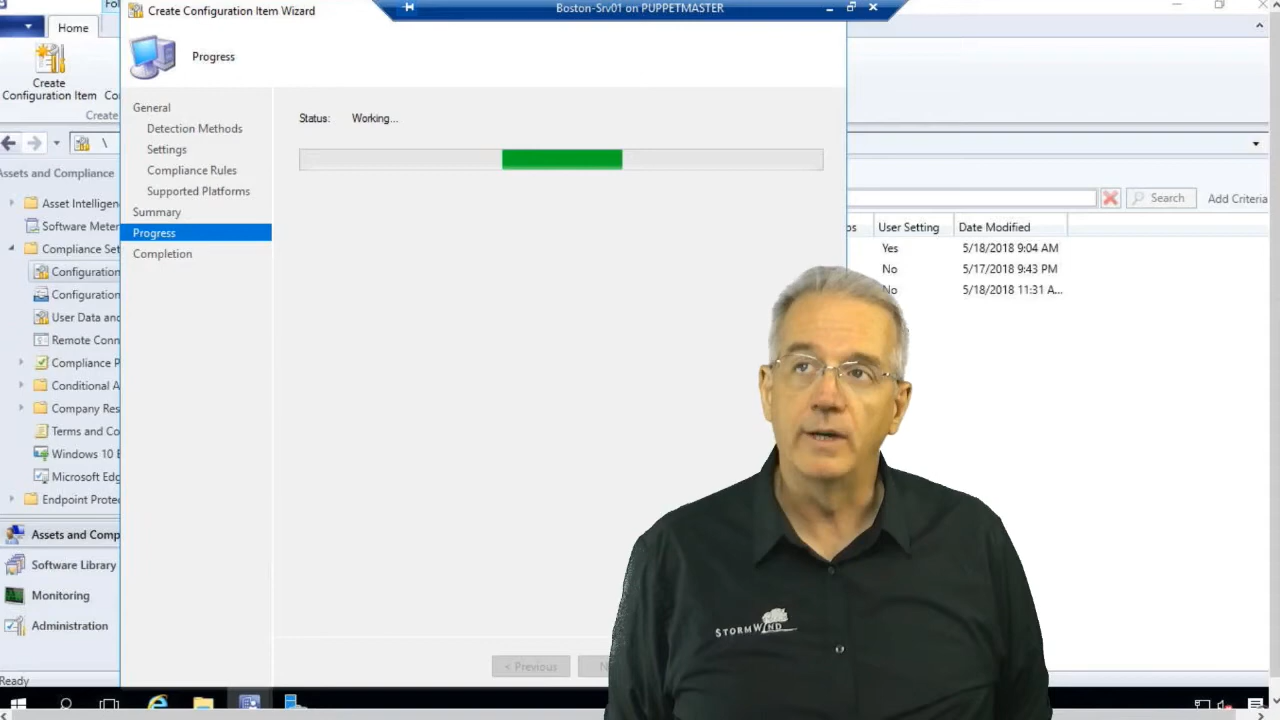 Fol
Create Configuration Item Wizard
Boston-Srv01 on PUPPETMASTER
Home
Progress
Create
Configuration Item
Co
Create
General
Detection Methods
Settings
Compliance Rules
Supported Platforms
Summary
Progress
Completion
Status: Working...
\
Assets and Compliance
Asset Intelligen
Software Meter
Compliance Set
Configuration
Configuration
User Data and
Remote Conn
Compliance P
Conditional A
Company Res
Terms and Co
Windows 10 E
Microsoft Edg
Endpoint Prote
Assets and Comp
Software Library
Monitoring
Administration
Ready
Search
Add Criteria
os
User Setting
Date Modified
Yes
5/18/2018 9:04 AM
No
5/17/2018 9:43 PM
No
5/18/2018 11:31 A...
< Previous
N
STORMWIND